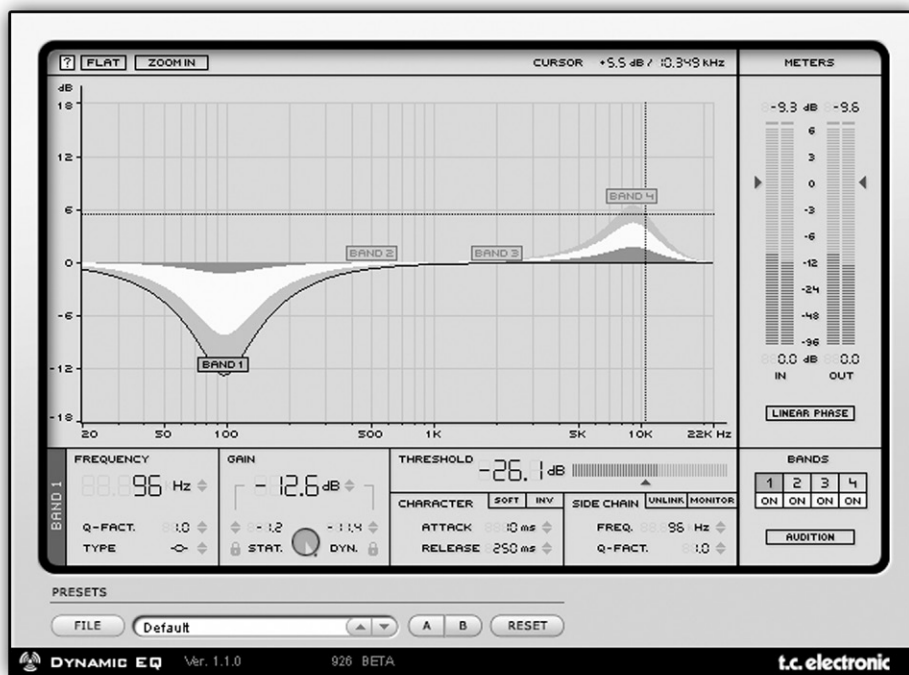 ? FLAT ZOOM IN CURSOR +5.5 dB / 10.349 kHz METERS
dB
18
12
6
0
-6
-12
-18
BAND 4
BAND 2 BAND 3
BAND 1
20 50 100 500 1K 5K 10K 22K Hz
-9.3 dB -9.6
6
3
0
-3
-6
-12
-24
-48
-96
0.0 dB 0.0
IN OUT
LINEAR PHASE
BAND 1
FREQUENCY
96 Hz
Q-FACT. 1.0
TYPE
GAIN
-12.6 dB
-1.2 -11.4
STAT. DYN.
THRESHOLD -26.1 dB
CHARACTER SOFT INV
ATTACK 10 ms
RELEASE 250 ms
SIDE CHAIN UNLINK MONITOR
FREQ. 96 Hz
Q-FACT. 1.0
BANDS
1 2 3 4
ON ON ON ON
AUDITION
PRESETS
FILE Default A B RESET
DYNAMIC EQ Ver. 1.1.0 926 BETA t.c. electronic